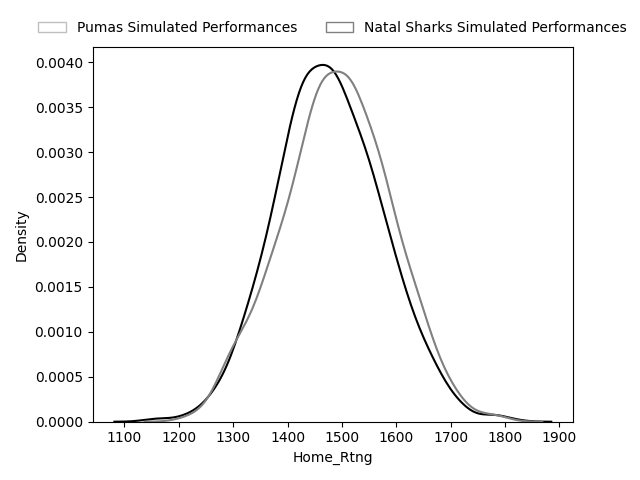 Pumas Simulated Performances
Natal Sharks Simulated Performances
0.0040
0.0035
0.0030
0.0025
0.0020
0.0015
0.0010
0.0005
0.0000
Density
1100 1200 1300 1400 1500 1600 1700 1800 1900
Home_Rtng